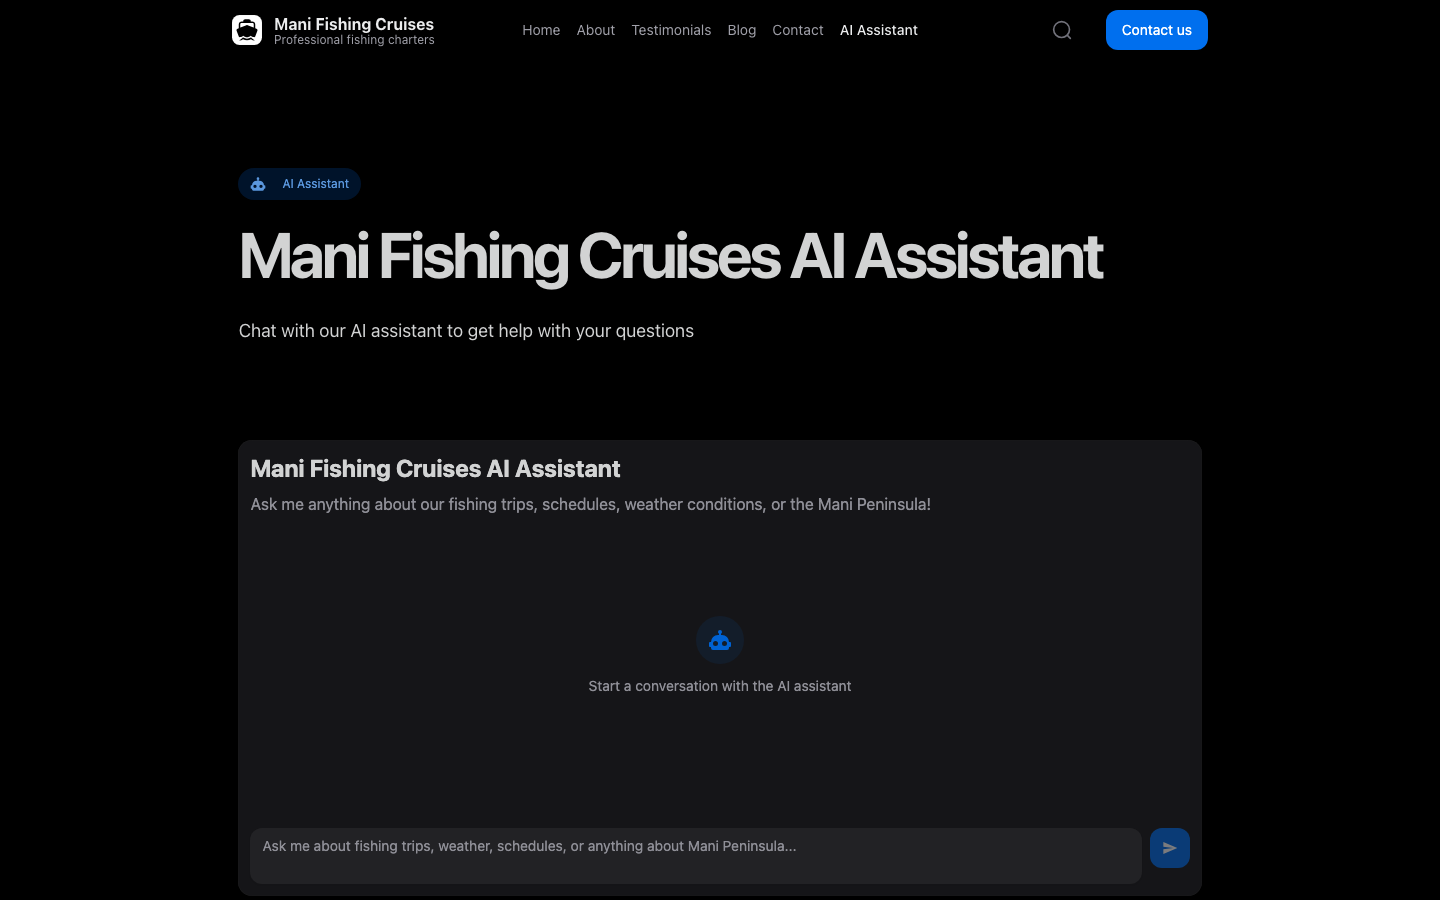 Mani Fishing Cruises
Professional fishing charters
Home About Testimonials Blog Contact AI Assistant
Contact us
AI Assistant
Mani Fishing Cruises AI Assistant
Chat with our AI assistant to get help with your questions
Mani Fishing Cruises AI Assistant
Ask me anything about our fishing trips, schedules, weather conditions, or the Mani Peninsula!
Start a conversation with the AI assistant
Ask me about fishing trips, weather, schedules, or anything about Mani Peninsula...